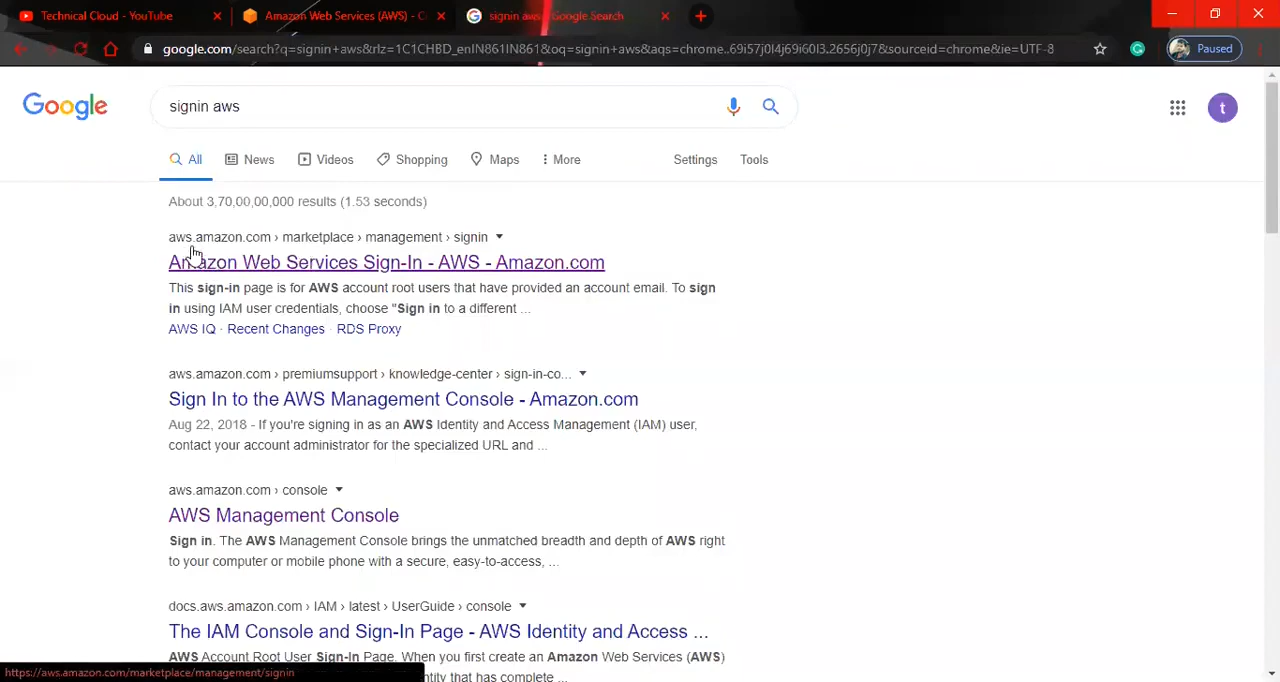 Technical Cloud - YouTube
Amazon Web Services (AWS) - C
signin aws - Google Search
google.com/search?q=signin+aws&rlz=1C1CHBD_enIN861IN861&oq=signin+aws&aqs=chrome..69i57j0l4j69i60l3.2656j0j7&sourceid=chrome&ie=UTF-8
Paused
Google
signin aws
t
All
News
Videos
Shopping
Maps
More
Settings
Tools
About 3,70,00,00,000 results (1.53 seconds)
aws.amazon.com › marketplace › management › signin
Amazon Web Services Sign-In - AWS - Amazon.com
This sign-in page is for AWS account root users that have provided an account email. To sign
in using IAM user credentials, choose "Sign in to a different ...
AWS IQ · Recent Changes · RDS Proxy
aws.amazon.com › premiumsupport › knowledge-center › sign-in-co...
Sign In to the AWS Management Console - Amazon.com
Aug 22, 2018 - If you're signing in as an AWS Identity and Access Management (IAM) user,
contact your account administrator for the specialized URL and ...
aws.amazon.com › console
AWS Management Console
Sign in. The AWS Management Console brings the unmatched breadth and depth of AWS right
to your computer or mobile phone with a secure, easy-to-access, ...
docs.aws.amazon.com › IAM › latest › UserGuide › console
The IAM Console and Sign-In Page - AWS Identity and Access ...
AWS Account Root User Sign-In Page. When you first create an Amazon Web Services (AWS)
https://aws.amazon.com/marketplace/management/signin
entity that has complete ...